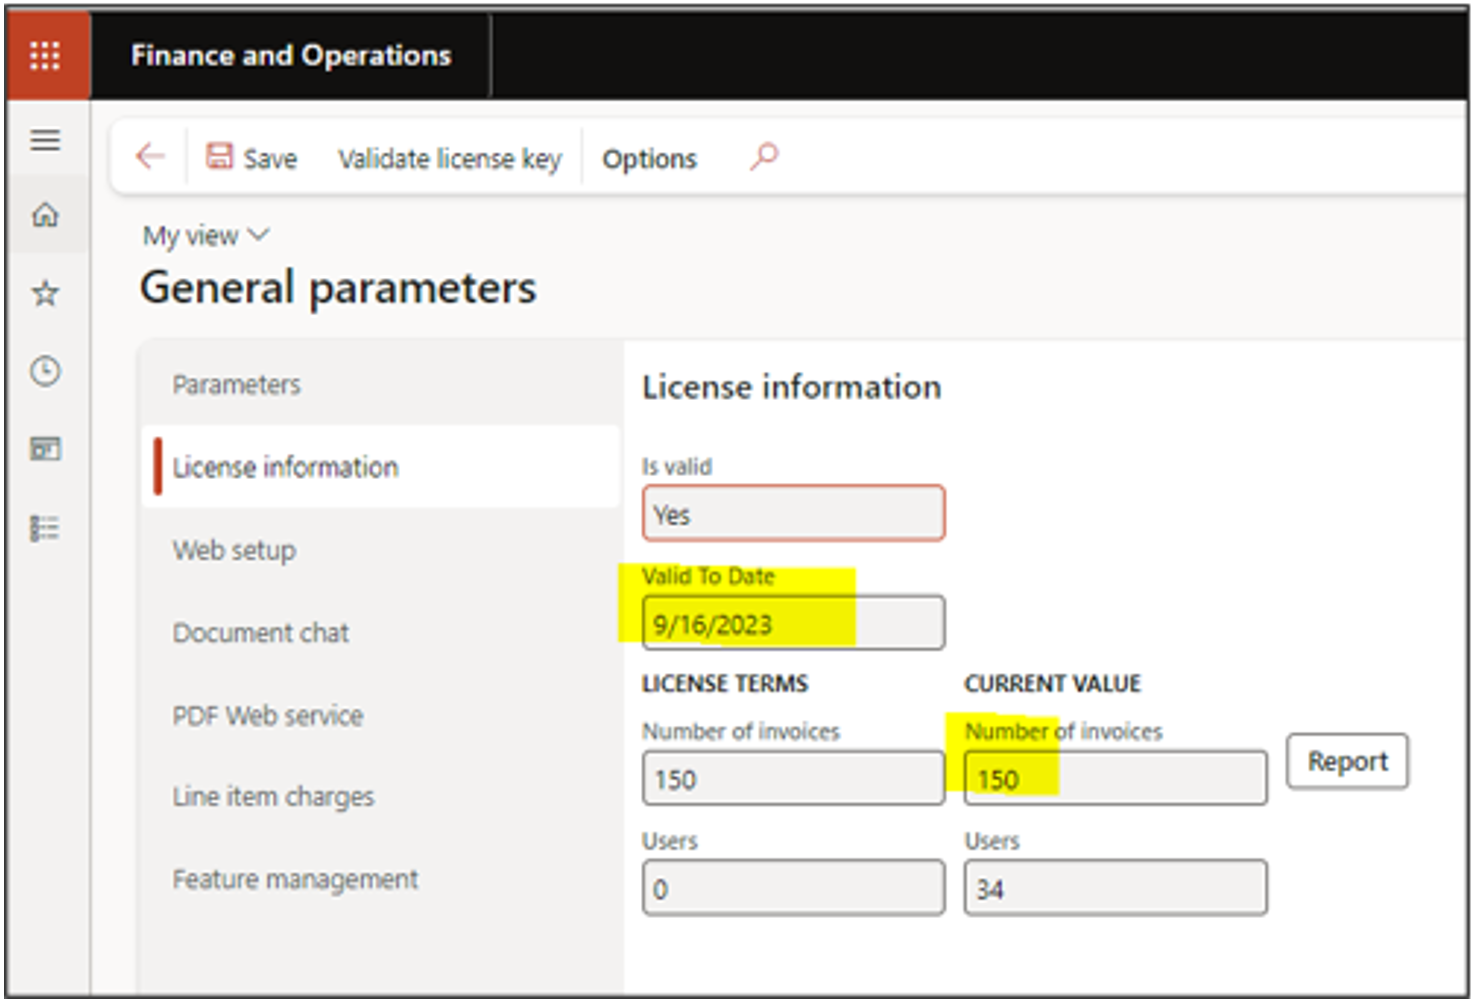 Finance and Operations
Save Validate license key Options
My view
General parameters
Parameters
License information
Web setup
Document chat
PDF Web service
Line item charges
Feature management
License information
Is valid
Yes
Valid To Date
9/16/2023
LICENSE TERMS CURRENT VALUE
Number of invoices Number of invoices
150 150 Report
Users Users
0 34